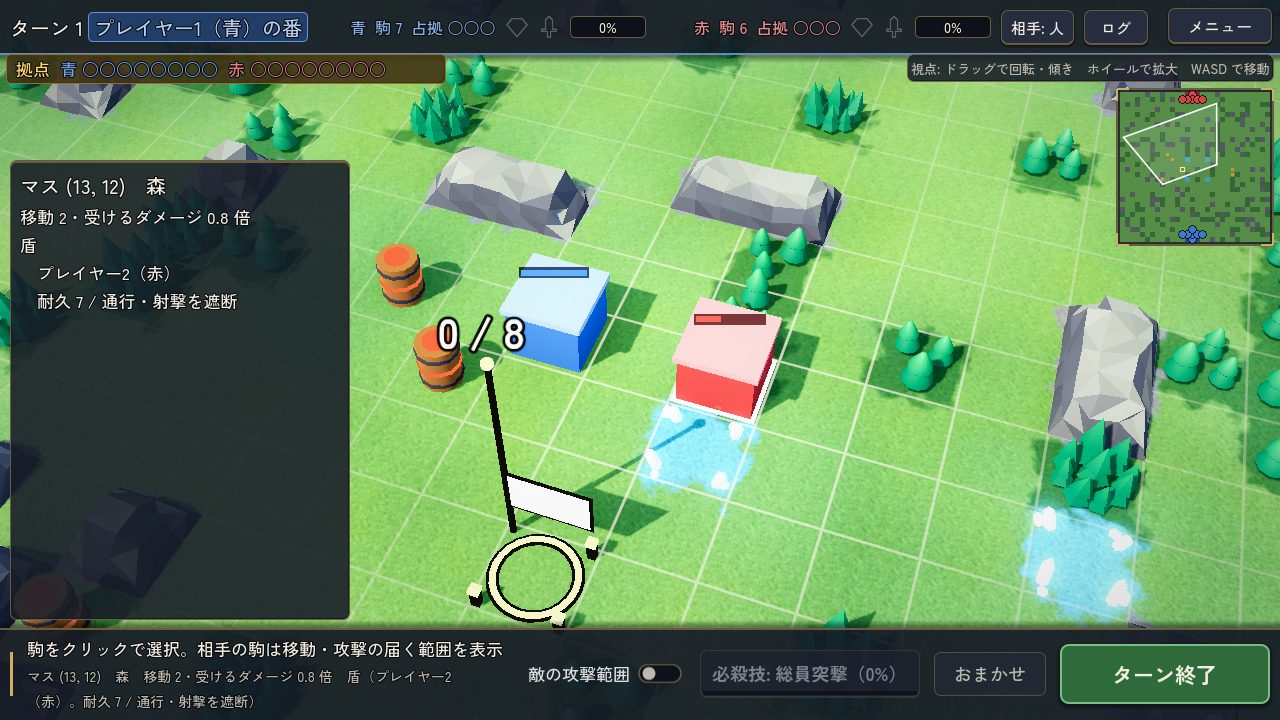 ターン 1 プレイヤー1（青）の番 青 駒 7 占拠 〇〇〇 0% 赤 駒 6 占拠 〇〇〇 0% 相手: 人 ログ メニュー
拠点 青 〇〇〇〇〇〇〇〇 赤 〇〇〇〇〇〇〇〇
視点: ドラッグで回転・傾き ホイールで拡大 WASD で移動
マス (13, 12) 森
移動 2・受けるダメージ 0.8 倍
盾
プレイヤー2（赤）
耐久 7 / 通行・射撃を遮断
0 / 8
駒をクリックで選択。相手の駒は移動・攻撃の届く範囲を表示
マス (13, 12) 森 移動 2・受けるダメージ 0.8 倍 盾（プレイヤー2
（赤）。耐久 7 / 通行・射撃を遮断）
敵の攻撃範囲
必殺技: 総員突撃（0%）
おまかせ
ターン終了